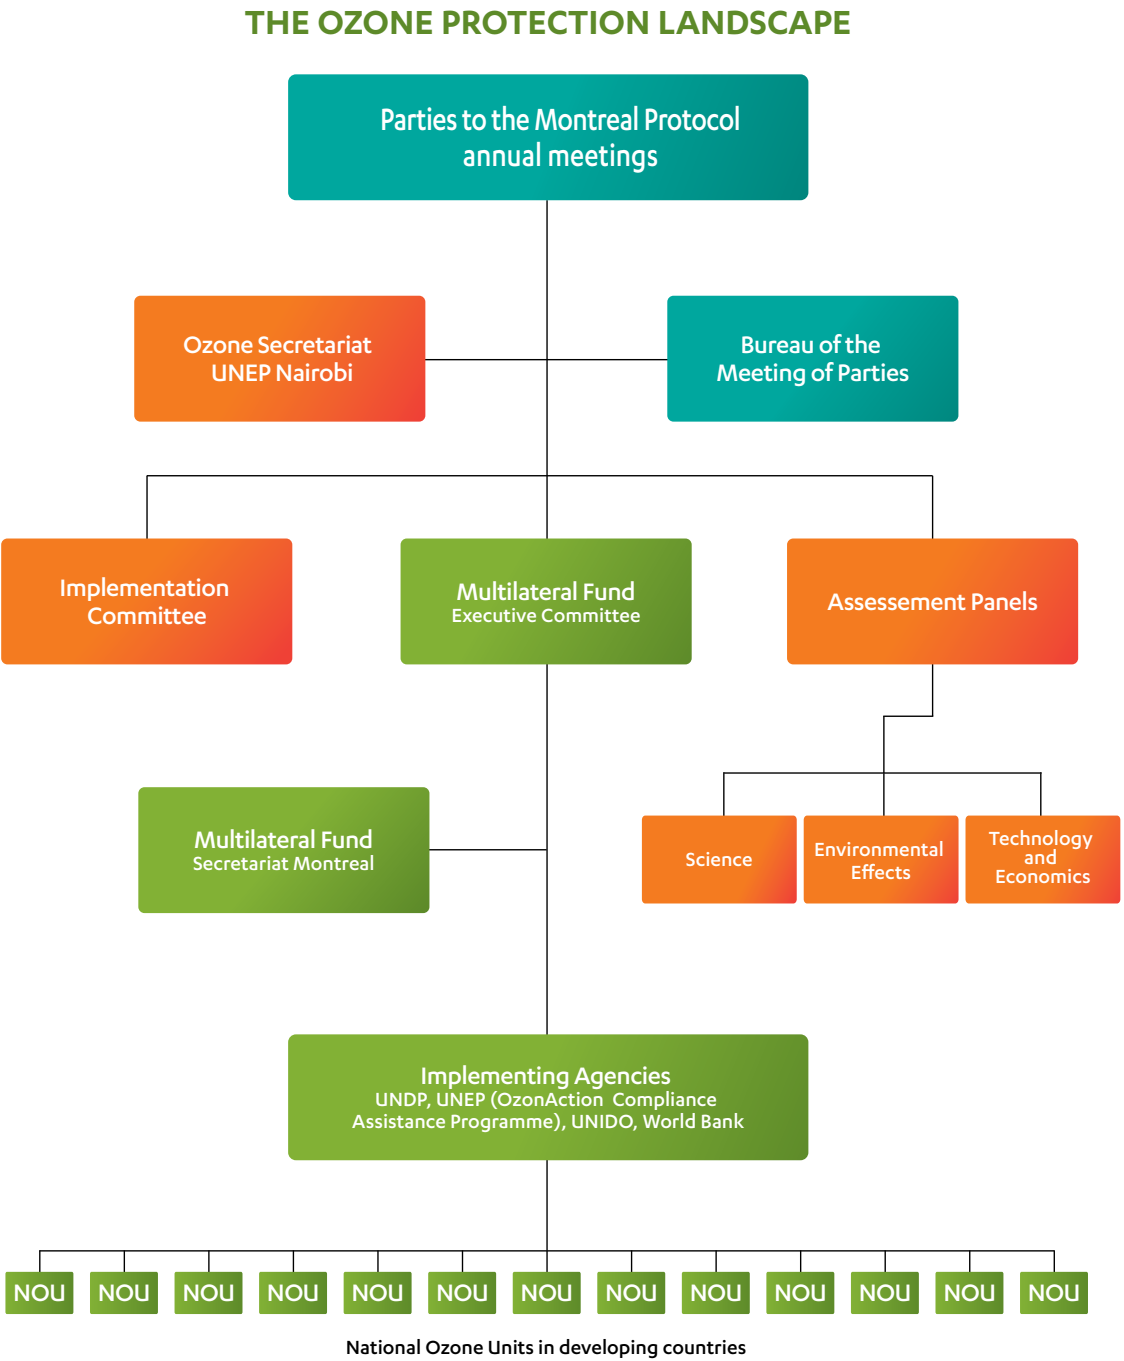 THE OZONE PROTECTION LANDSCAPE
Parties to the Montreal Protocol
annual meetings
Ozone Secretariat
UNEP Nairobi
Bureau of the
Meeting of Parties
Implementation
Committee
Multilateral Fund
Executive Committee
Assessement Panels
Multilateral Fund
Secretariat Montreal
Science
Environmental
Effects
Technology
and
Economics
Implementing Agencies
UNDP, UNEP (OzonAction Compliance
Assistance Programme), UNIDO, World Bank
NOU NOU NOU NOU NOU NOU NOU NOU NOU NOU NOU NOU NOU
National Ozone Units in developing countries